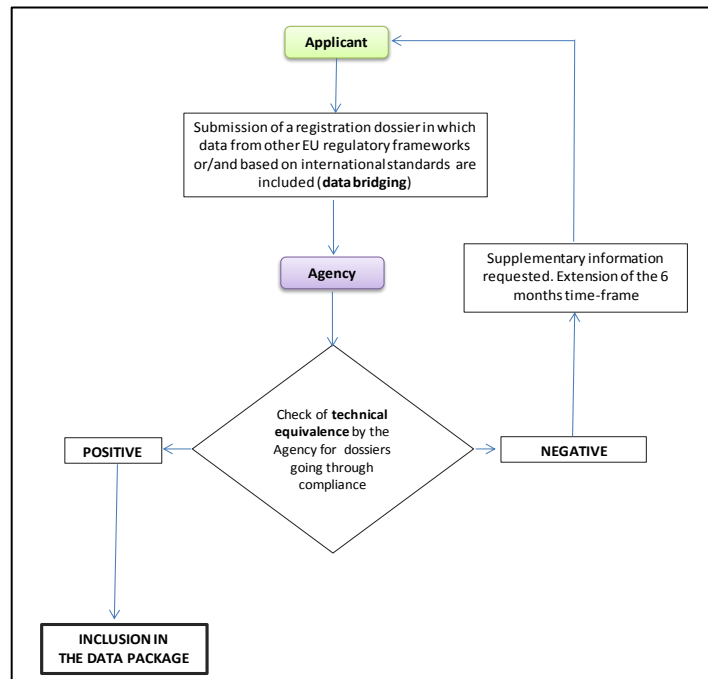 Applicant
Submission of a registration dossier in which
data from other EU regulatory frameworks
or/and based on international standards are
included (data bridging)
Agency
Supplementary information
requested. Extension of the 6
months time-frame
Check of technical
equivalence by the
Agency for dossiers
going through
compliance
POSITIVE
NEGATIVE
INCLUSION IN
THE DATA PACKAGE